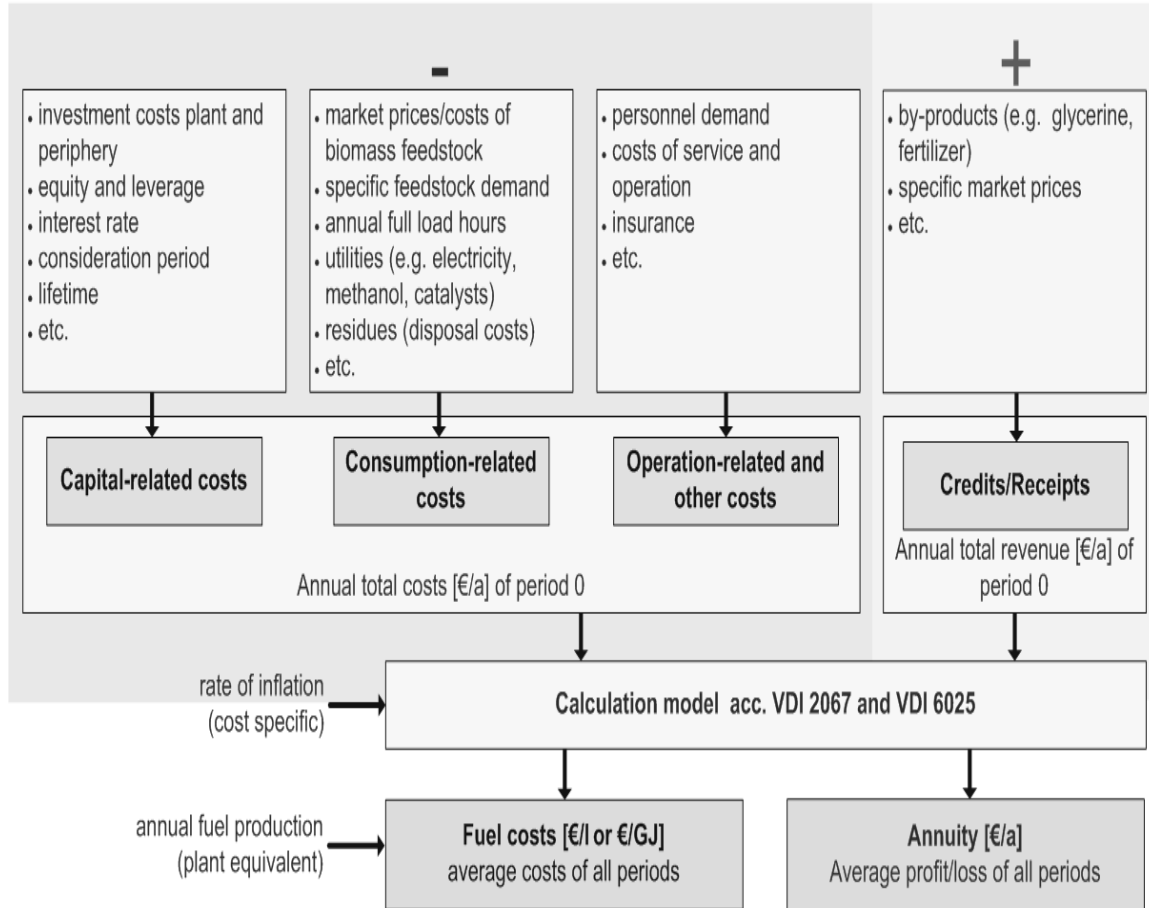 -
+
• investment costs plant and
periphery
• equity and leverage
• interest rate
• consideration period
• lifetime
• etc.
• market prices/costs of
biomass feedstock
• specific feedstock demand
• annual full load hours
• utilities (e.g. electricity,
methanol, catalysts)
• residues (disposal costs)
• etc.
• personnel demand
• costs of service and
operation
• insurance
• etc.
• by-products (e.g. glycerine,
fertilizer)
• specific market prices
• etc.
Capital-related costs
Consumption-related
costs
Operation-related and
other costs
Credits/Receipts
Annual total costs [€/a] of period 0
Annual total revenue [€/a] of
period 0
rate of inflation
(cost specific)
Calculation model acc. VDI 2067 and VDI 6025
annual fuel production
(plant equivalent)
Fuel costs [€/l or €/GJ]
average costs of all periods
Annuity [€/a]
Average profit/loss of all periods